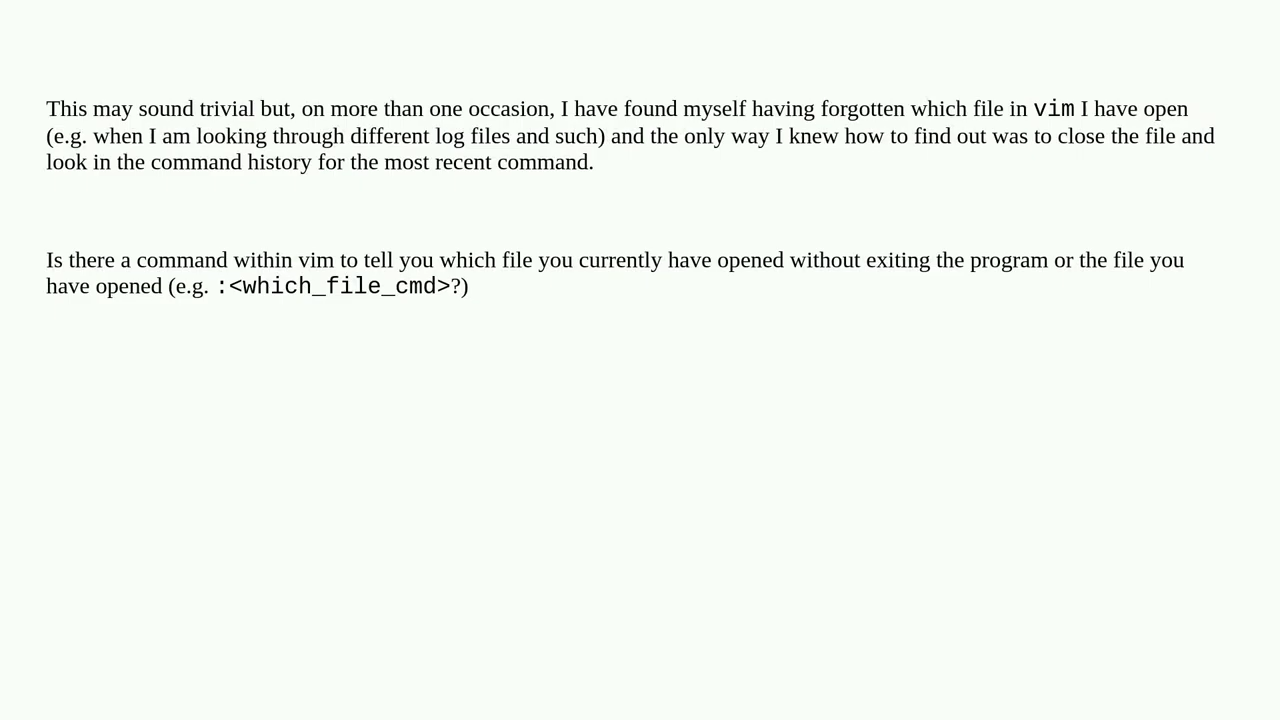 This may sound trivial but, on more than one occasion, I have found myself having forgotten which file in vim I have open
(e.g. when I am looking through different log files and such) and the only way I knew how to find out was to close the file and
look in the command history for the most recent command.
Is there a command within vim to tell you which file you currently have opened without exiting the program or the file you
have opened (e.g. :<which_file_cmd>?)